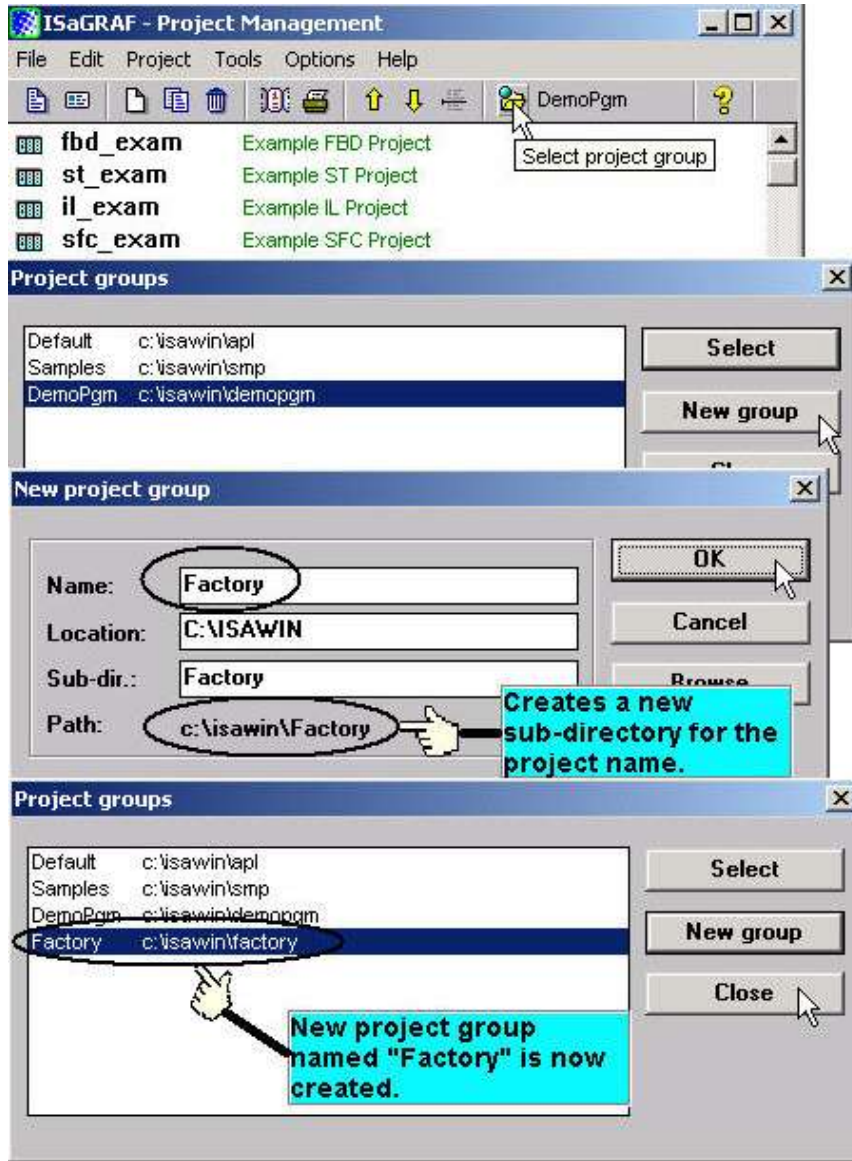 ISaGRAF - Project Management
File Edit Project Tools Options Help
DemoPgm
fbd_exam Example FBD Project
Select project group
st_exam Example ST Project
il_exam Example IL Project
sfc_exam Example SFC Project
Project groups
Default c:\isawin\apl
Select
Samples c:\isawin\smp
DemoPgm c:\isawin\demopgm
New group
New project group
OK
Name: Factory
Location: C:\ISAWIN
Cancel
Sub-dir.: Factory
Browse
Path: c:\isawin\Factory
Creates a new
sub-directory for the
project name.
Project groups
Default c:\isawin\apl
Select
Samples c:\isawin\smp
DemoPgm c:\isawin\demopgm
Factory c:\isawin\factory
New group
Close
New project group
named "Factory" is now
created.